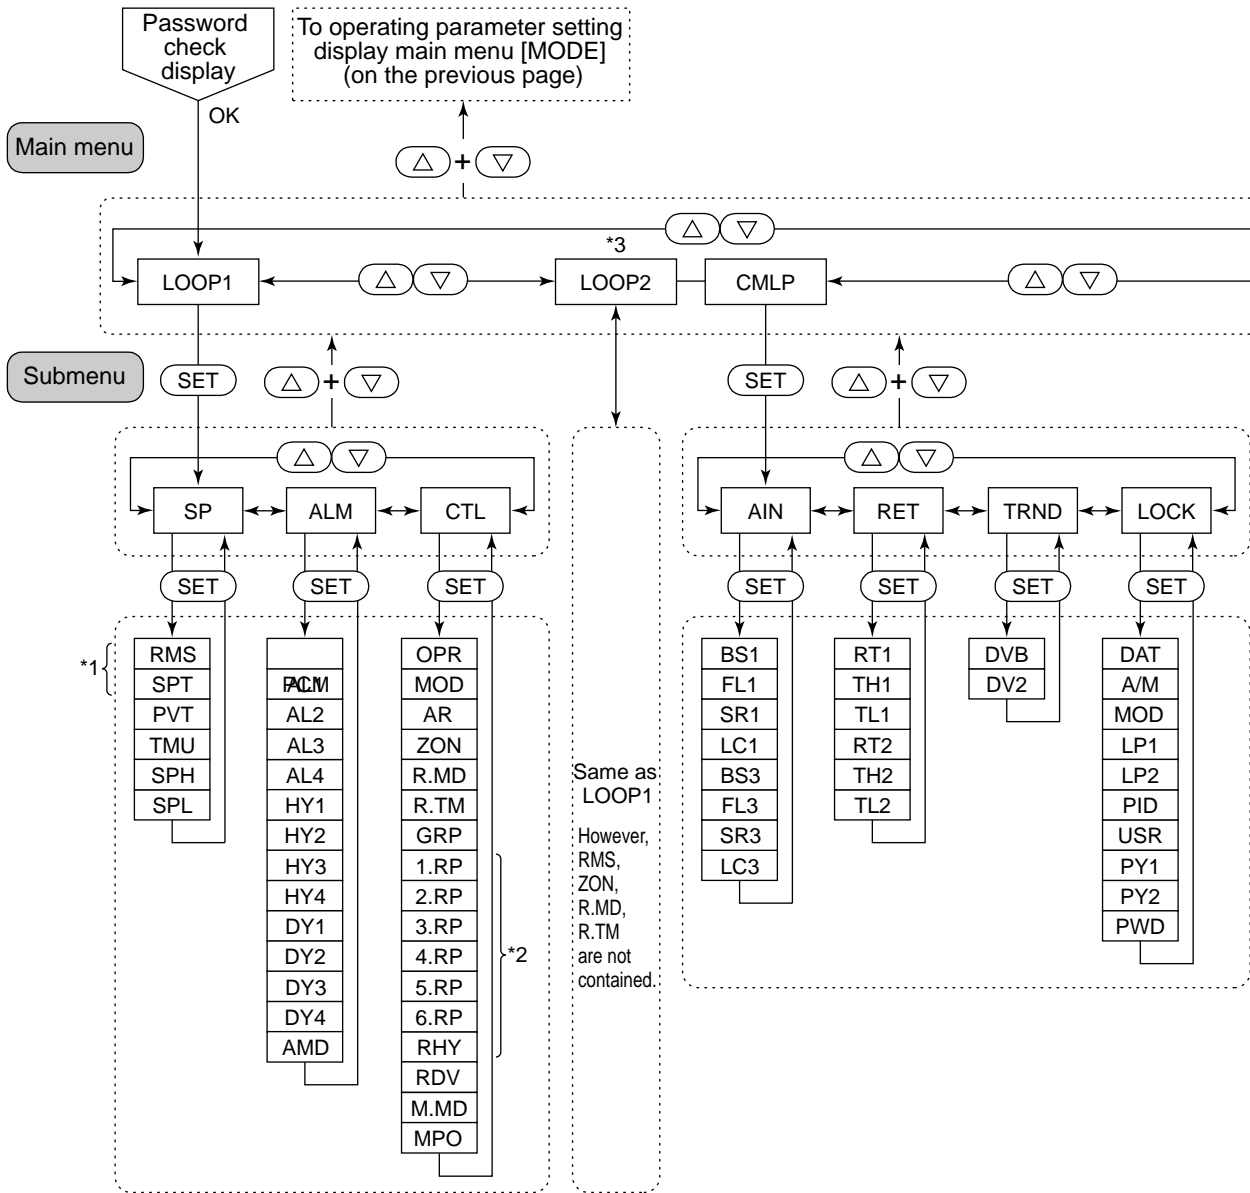 Password
check
display
To operating parameter setting
display main menu [MODE]
(on the previous page)
OK
Main menu
△ + ▽
△ ▽
*3
LOOP1
△ ▽
LOOP2
CMLP
△ ▽
Submenu
SET
△ + ▽
SET
△ + ▽
△ ▽
SP
ALM
CTL
△ ▽
AIN
RET
TRND
LOCK
SET
SET
SET
SET
SET
SET
SET
*1
RMS
SPT
PVT
TMU
SPH
SPL
AL2
AL3
AL4
HY1
HY2
HY3
HY4
DY1
DY2
DY3
DY4
AMD
OPR
MOD
AR
ZON
R.MD
R.TM
GRP
1.RP
2.RP
3.RP
4.RP
5.RP
6.RP
RHY
RDV
M.MD
MPO
*2
Same as
LOOP1
However,
RMS,
ZON,
R.MD,
R.TM
are not
contained.
BS1
FL1
SR1
LC1
BS3
FL3
SR3
LC3
RT1
TH1
TL1
RT2
TH2
TL2
DVB
DV2
DAT
A/M
MOD
LP1
LP2
PID
USR
PY1
PY2
PWD